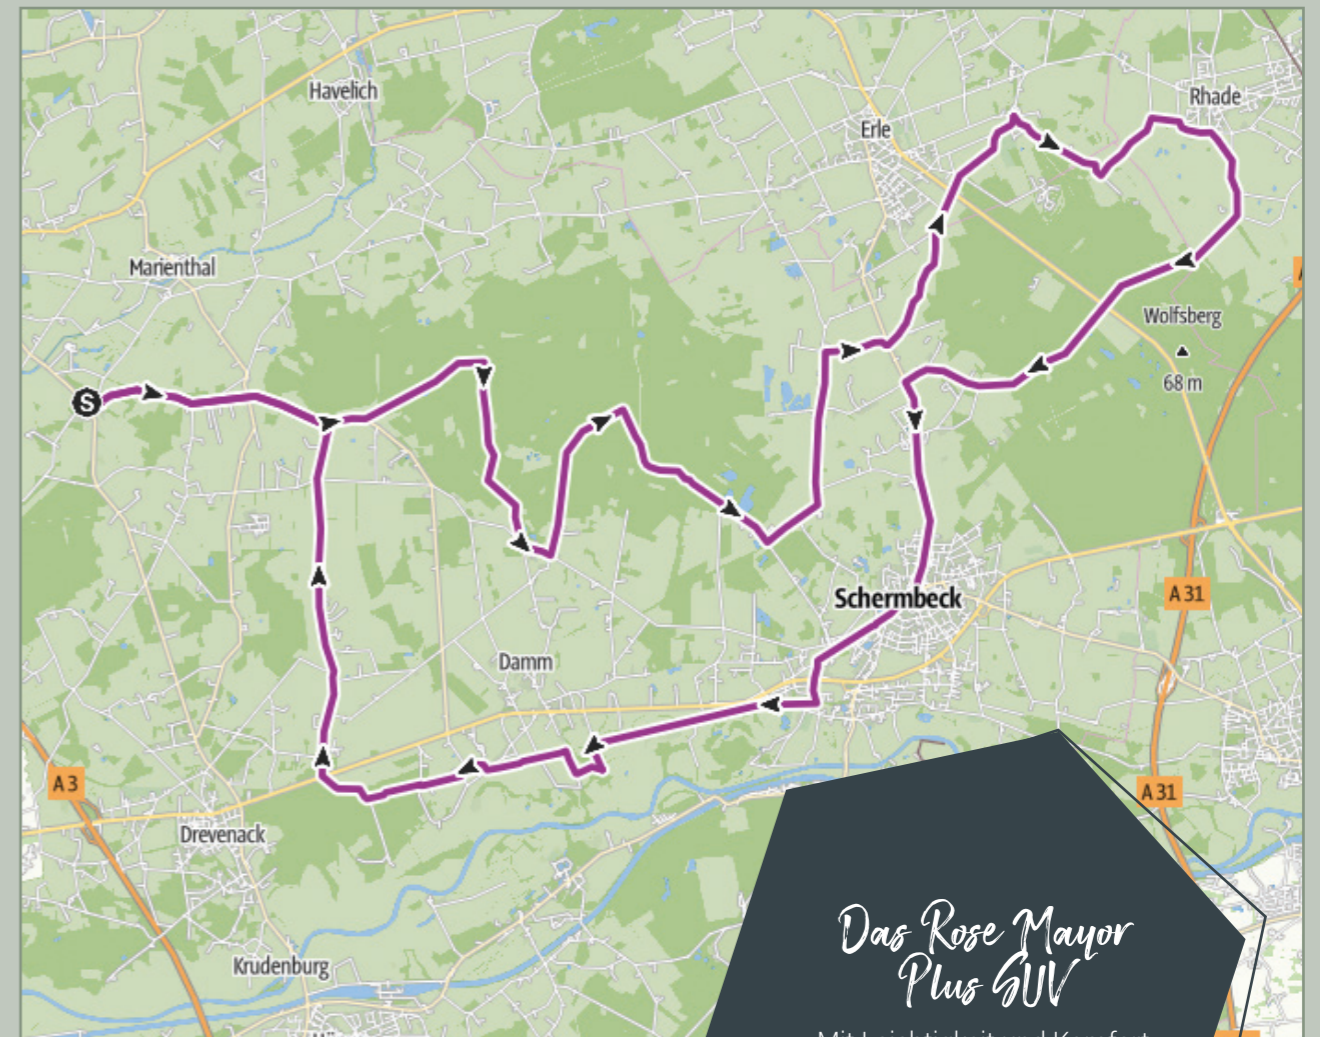 Havelich
Rhade
Erle
Marienthal
Wolfsberg
68 m
S
Schermbeck
A 31
Damm
A 3
A 31
Drevenack
Krudenburg
Das Rose Mayor
Plus SUV